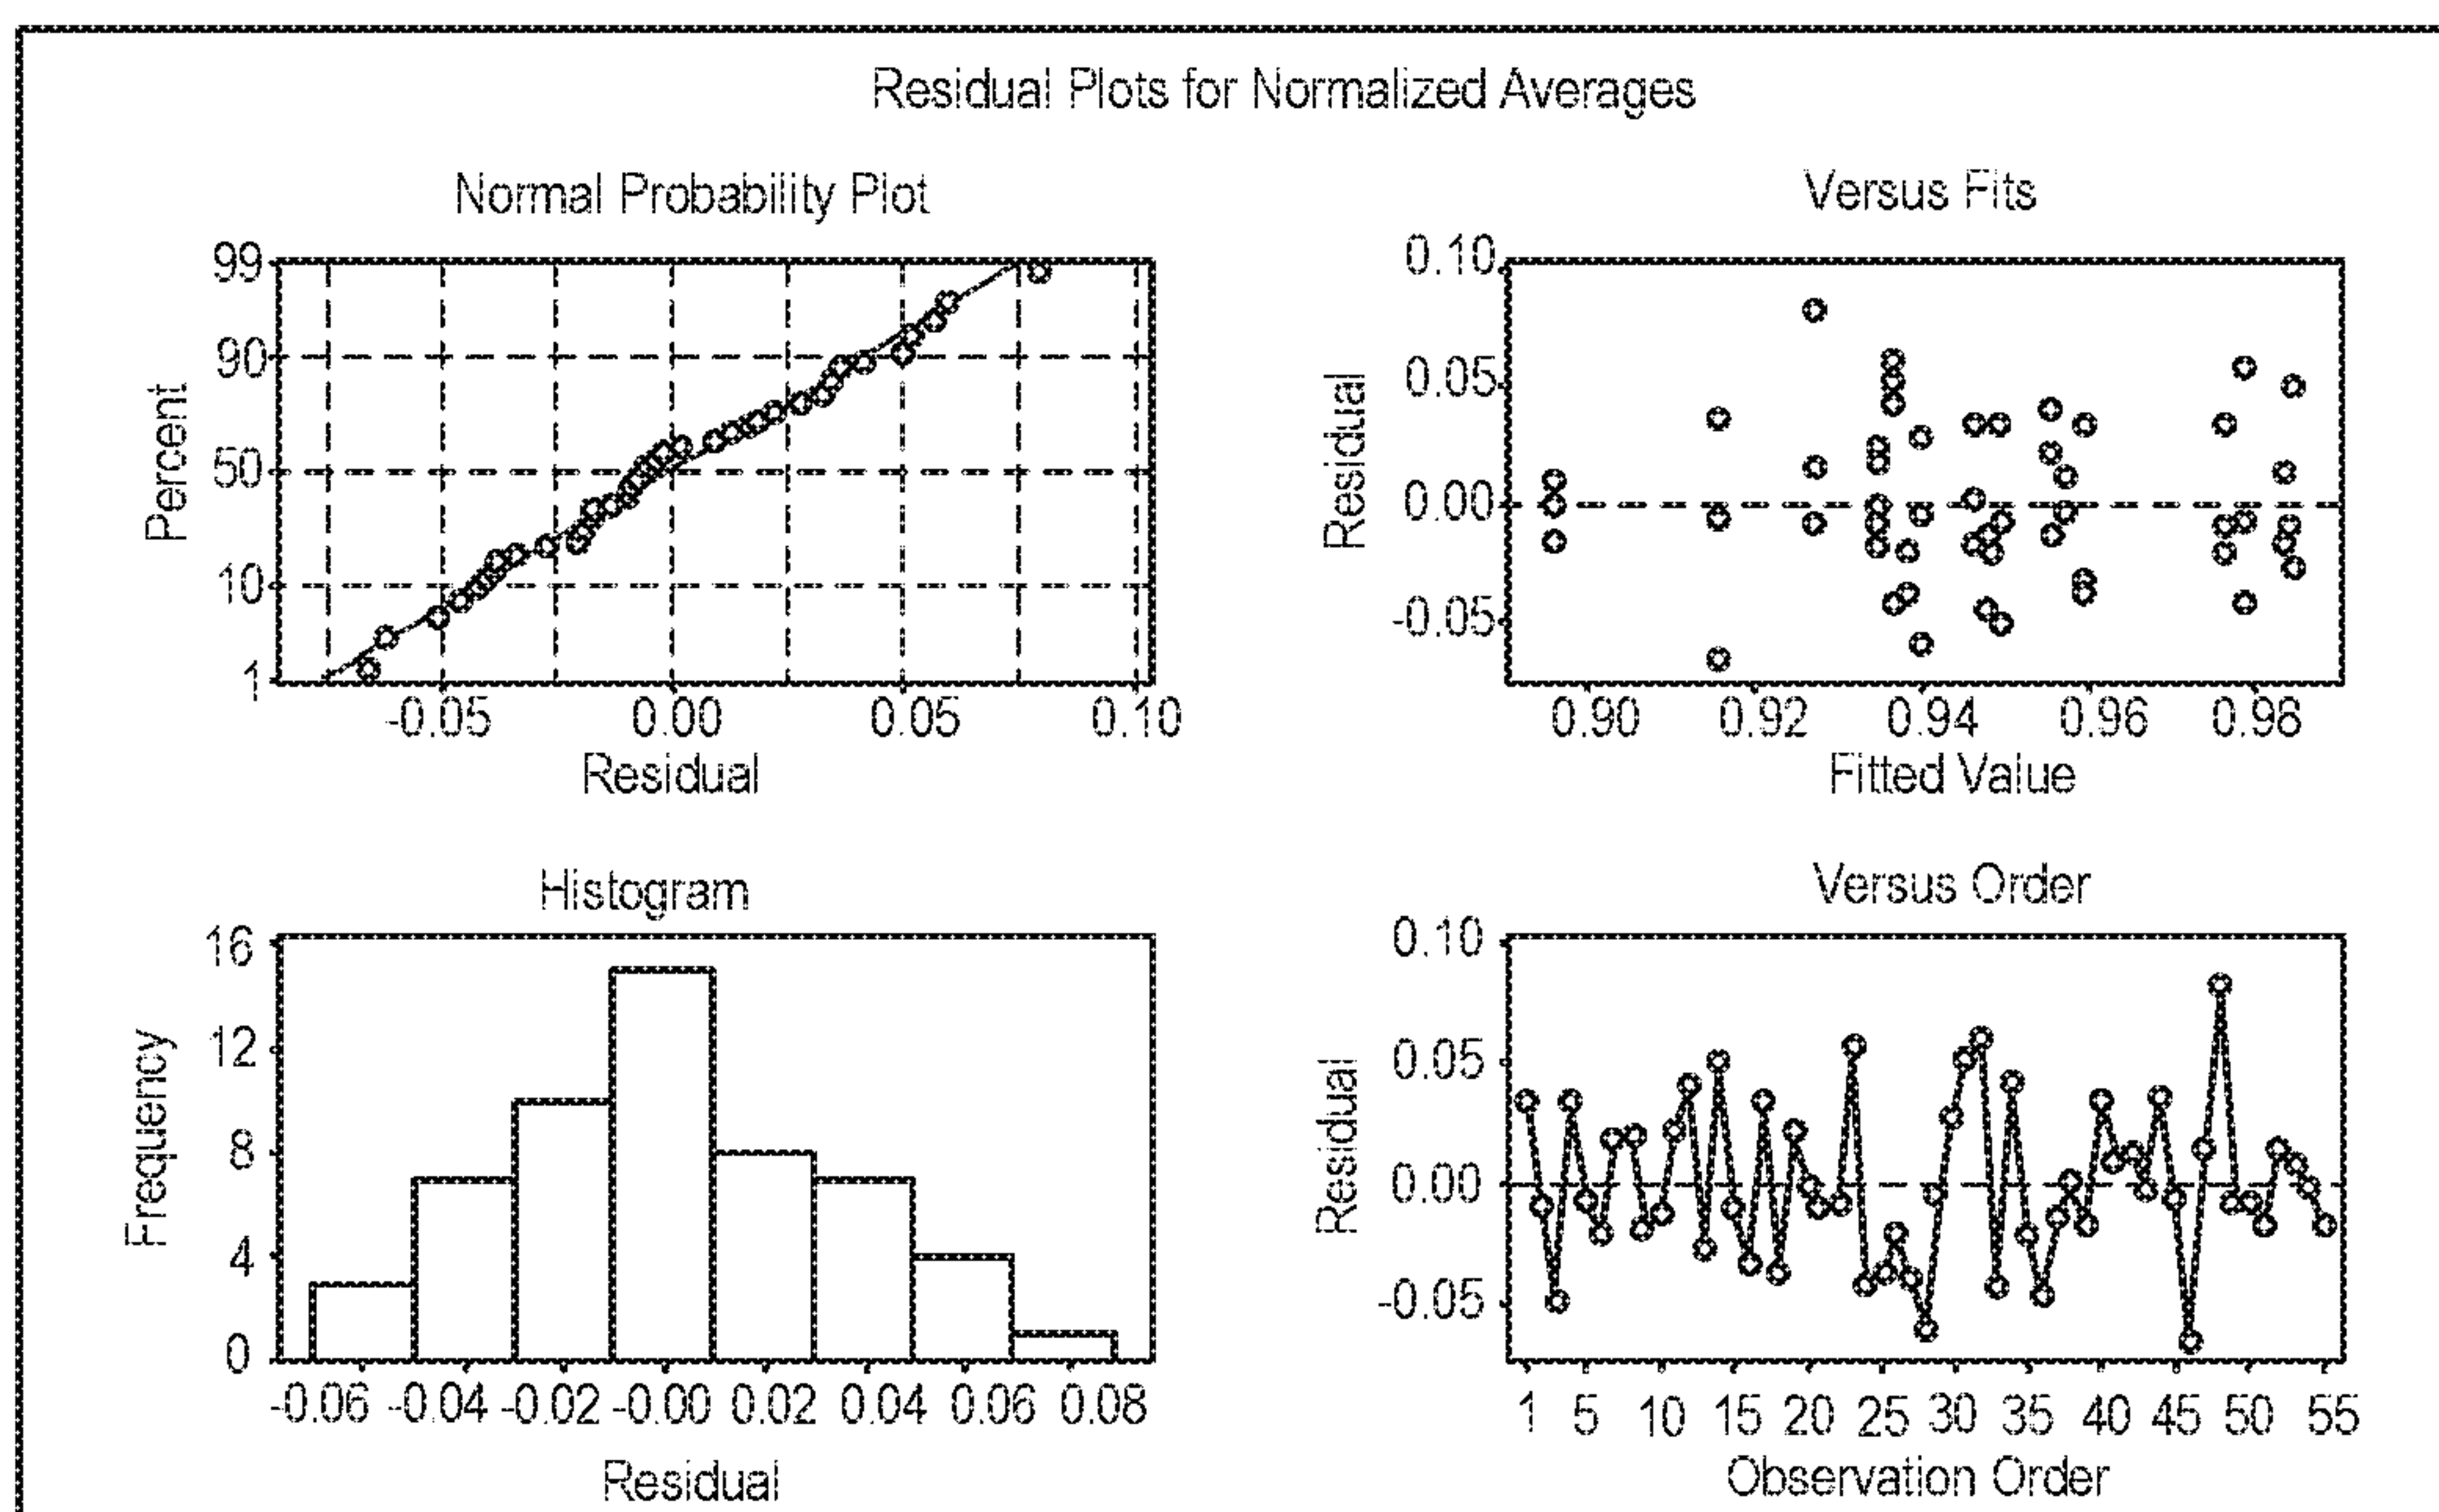 Residual Plots for Normalized Averages
Normal Probability Plot
99
90
50
10
1
Percent
-0.05 0.00 0.05 0.10
Residual
Versus Fits
0.10
0.05
0.00
-0.05
Residual
0.90 0.92 0.94 0.96 0.98
Fitted Value
Histogram
16
12
8
4
0
Frequency
-0.06 -0.04 -0.02 -0.00 0.02 0.04 0.06 0.08
Residual
Versus Order
0.10
0.05
0.00
-0.05
Residual
1 5 10 15 20 25 30 35 40 45 50 55
Observation Order